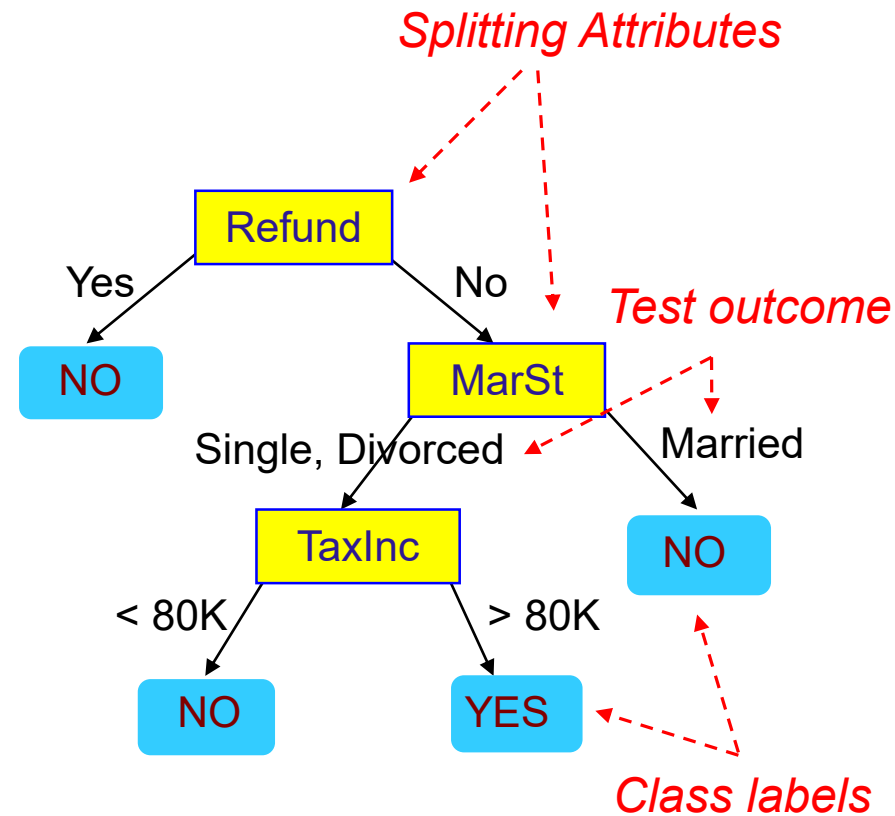 Splitting Attributes
Refund
Yes
No
Test outcome
NO
MarSt
Single, Divorced
Married
TaxInc
NO
< 80K
> 80K
NO
YES
Class labels